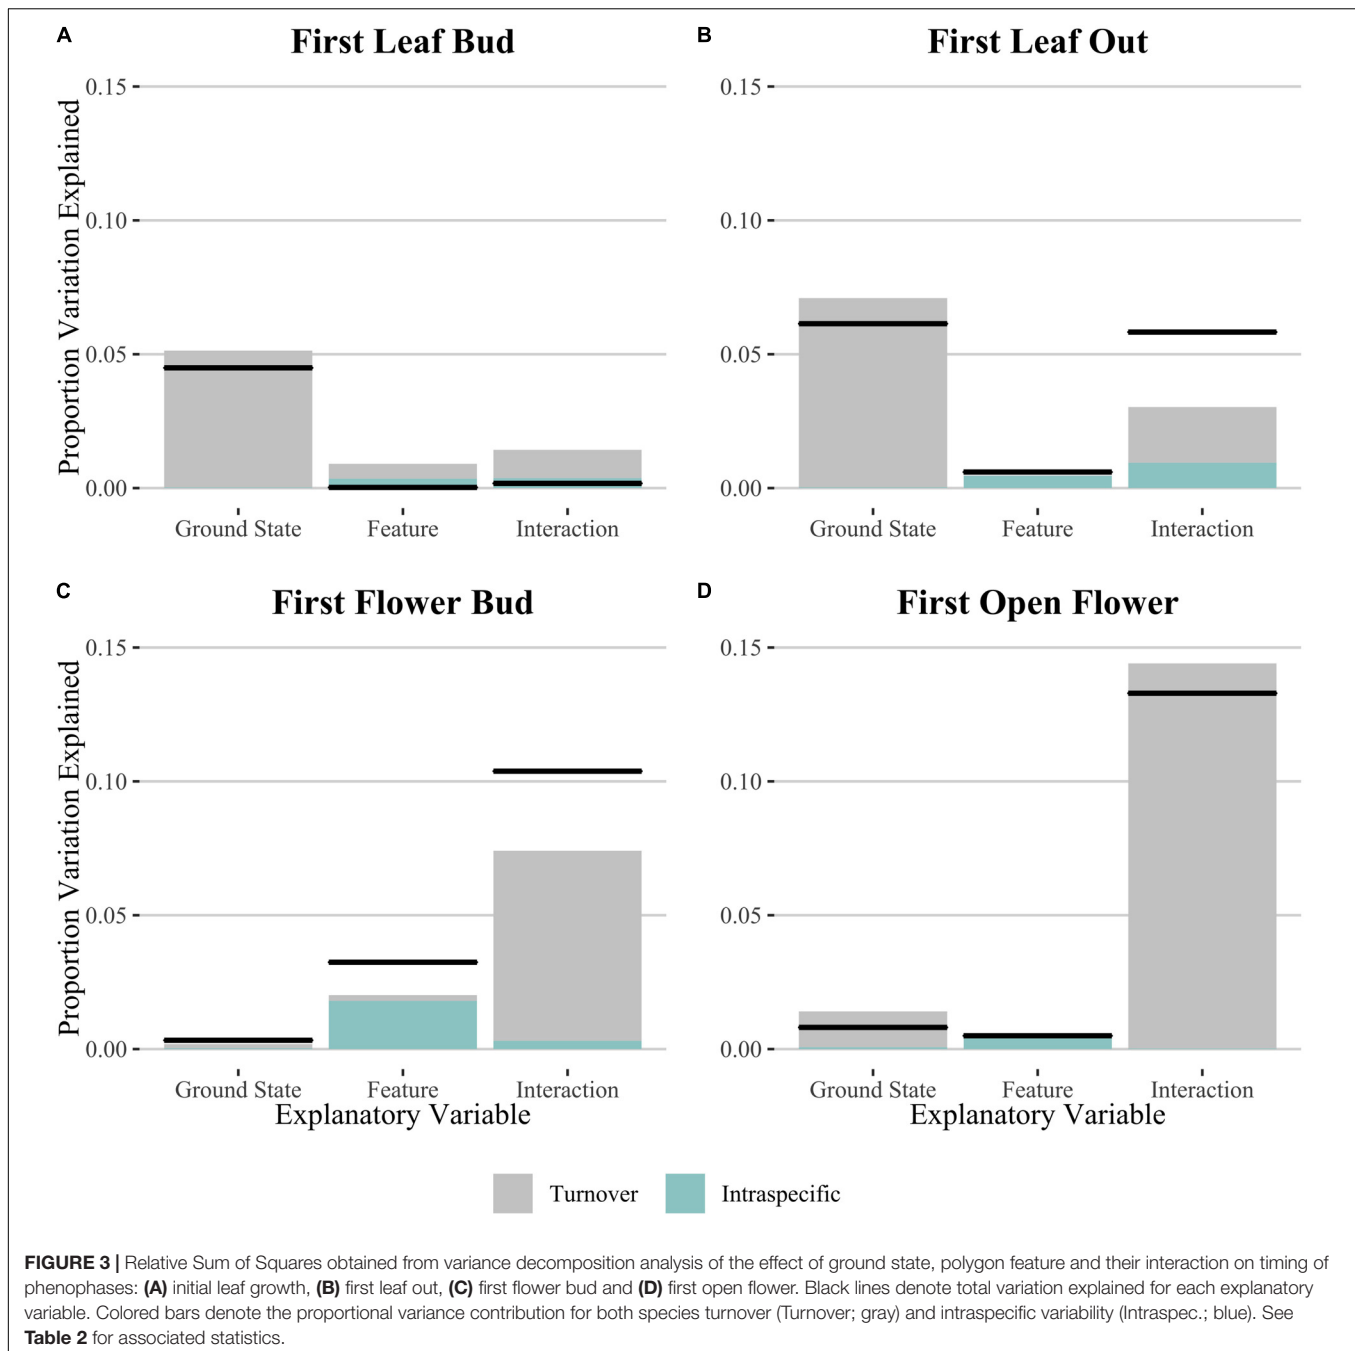 A
First Leaf Bud
Proportion Variation Explained
0.15
0.10
0.05
0.00
Ground State
Feature
Interaction
B
First Leaf Out
0.15
0.10
0.05
0.00
Ground State
Feature
Interaction
C
First Flower Bud
Proportion Variation Explained
0.15
0.10
0.05
0.00
Ground State
Feature
Interaction
Explanatory Variable
D
First Open Flower
0.15
0.10
0.05
0.00
Ground State
Feature
Interaction
Explanatory Variable
Turnover
Intraspecific
FIGURE 3 | Relative Sum of Squares obtained from variance decomposition analysis of the effect of ground state, polygon feature and their interaction on timing of
phenophases: (A) initial leaf growth, (B) first leaf out, (C) first flower bud and (D) first open flower. Black lines denote total variation explained for each explanatory
variable. Colored bars denote the proportional variance contribution for both species turnover (Turnover; gray) and intraspecific variability (Intraspec.; blue). See
Table 2 for associated statistics.